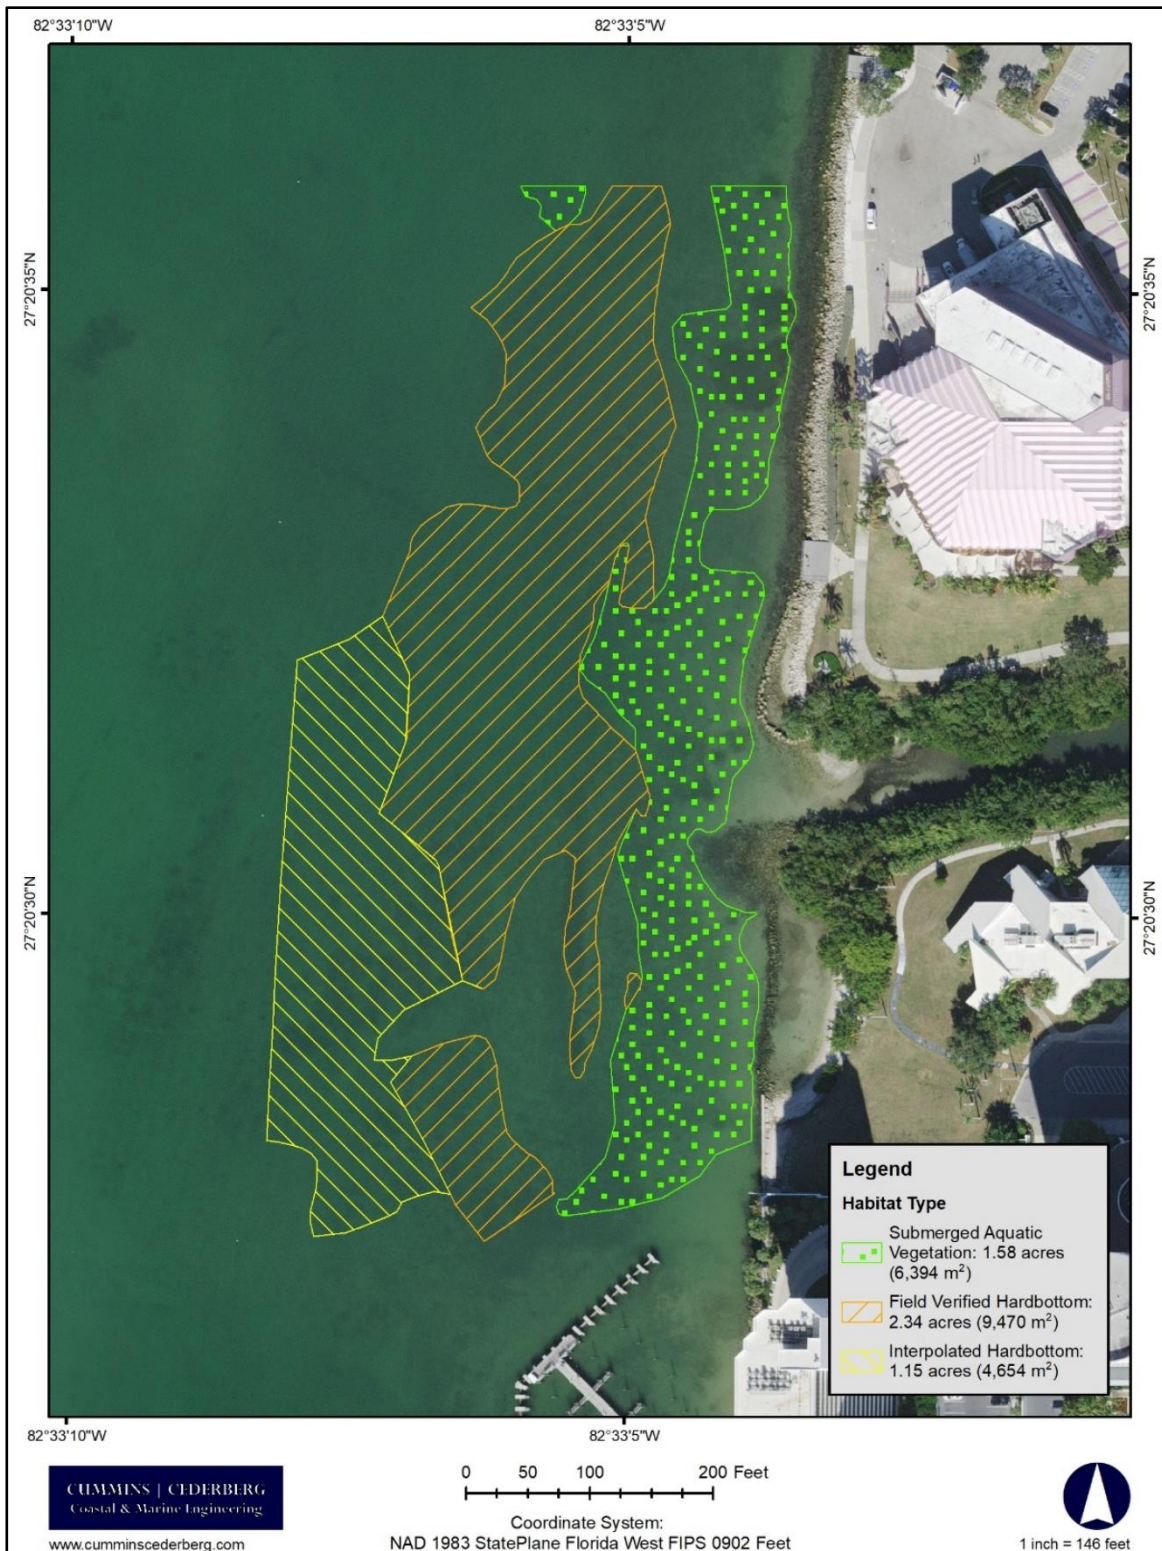 82°33'10"W
82°33'5"W
27°20'35"N
27°20'35"N
27°20'30"N
27°20'30"N
Legend
Habitat Type
Submerged Aquatic
Vegetation: 1.58 acres
(6,394 m²)
Field Verified Hardbottom:
2.34 acres (9,470 m²)
Interpolated Hardbottom:
1.15 acres (4,654 m²)
82°33'10"W
82°33'5"W
CUMMINS | CEDERBERG
Coastal & Marine Engineering
www.cumminscederberg.com
0 50 100 200 Feet
Coordinate System:
NAD 1983 StatePlane Florida West FIPS 0902 Feet
1 inch = 146 feet